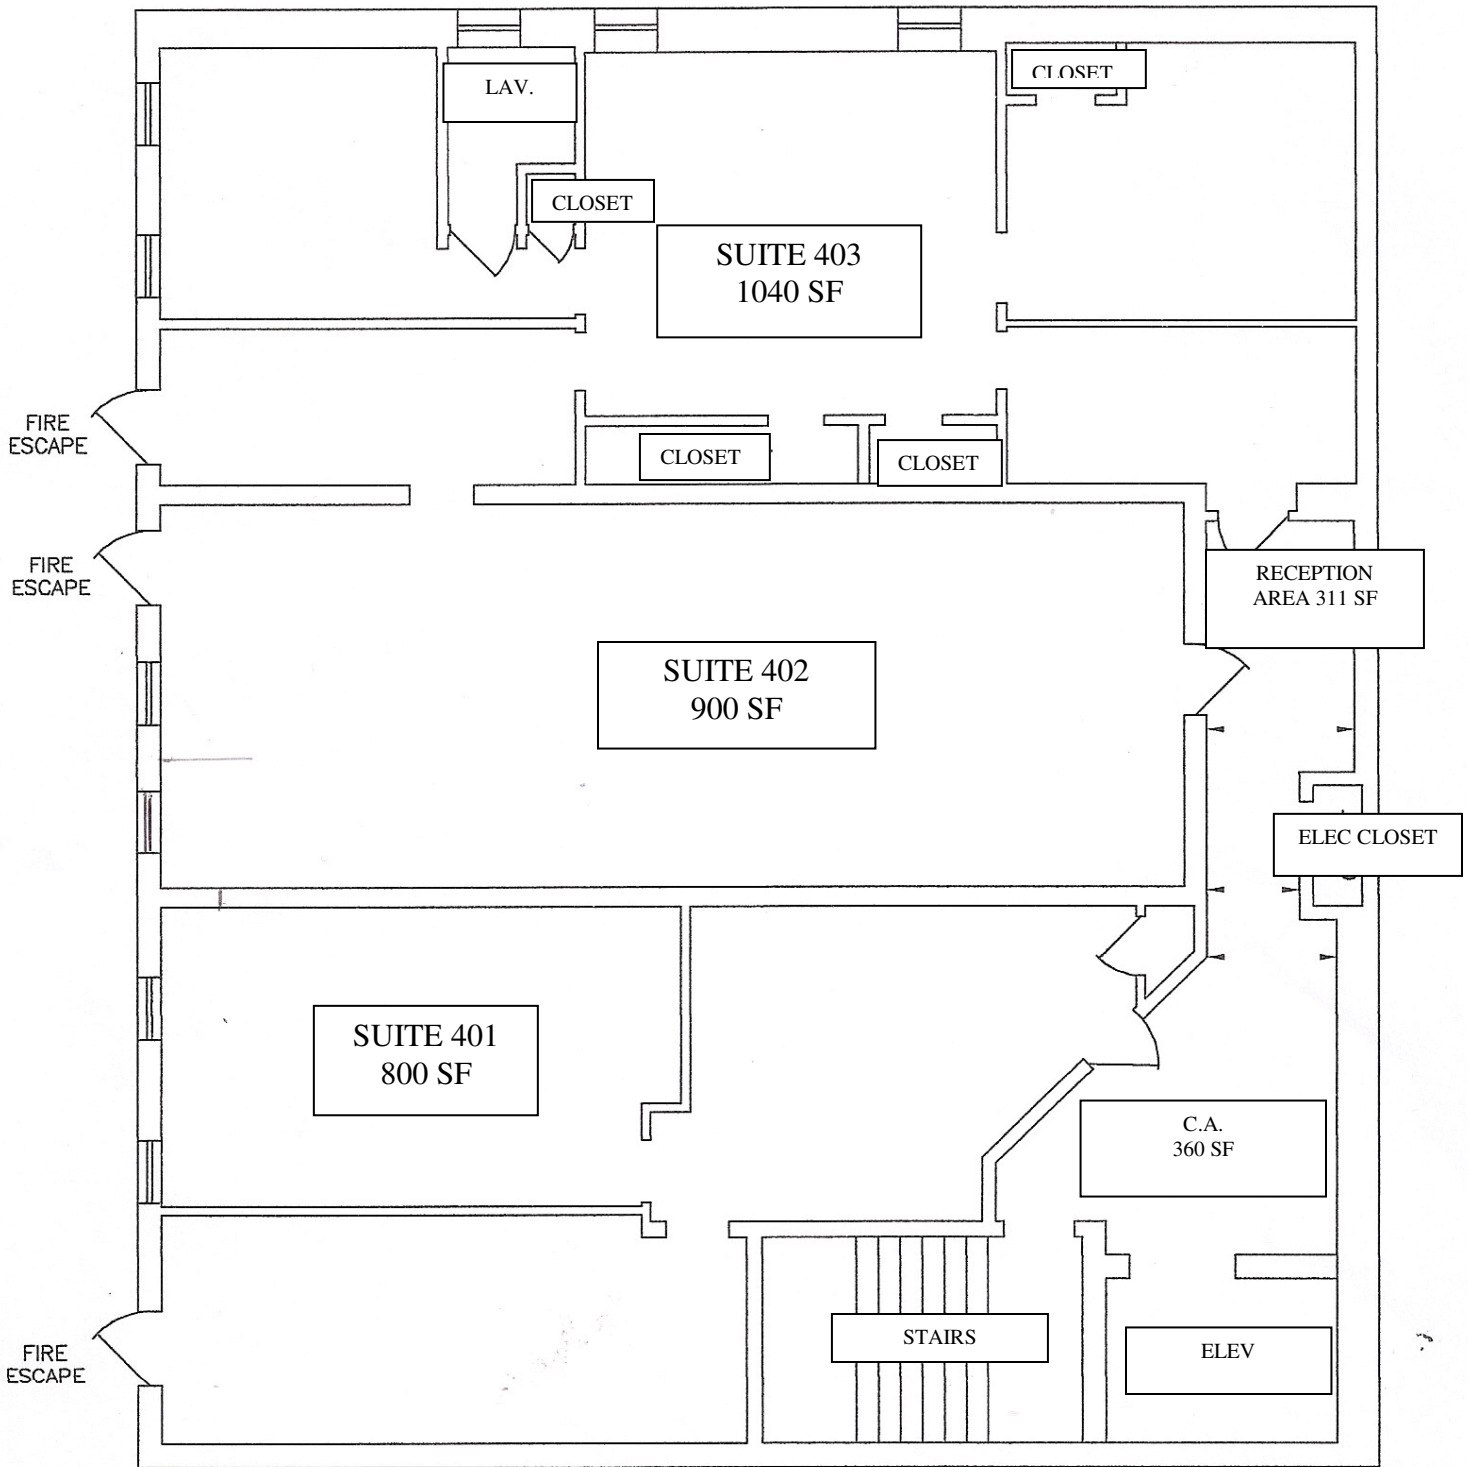 CLOSET
LAV.
CLOSET
SUITE 403
1040 SF
FIRE
ESCAPE
CLOSET
CLOSET
FIRE
ESCAPE
RECEPTION
AREA 311 SF
SUITE 402
900 SF
ELEC CLOSET
SUITE 401
800 SF
C.A.
360 SF
STAIRS
ELEV
FIRE
ESCAPE